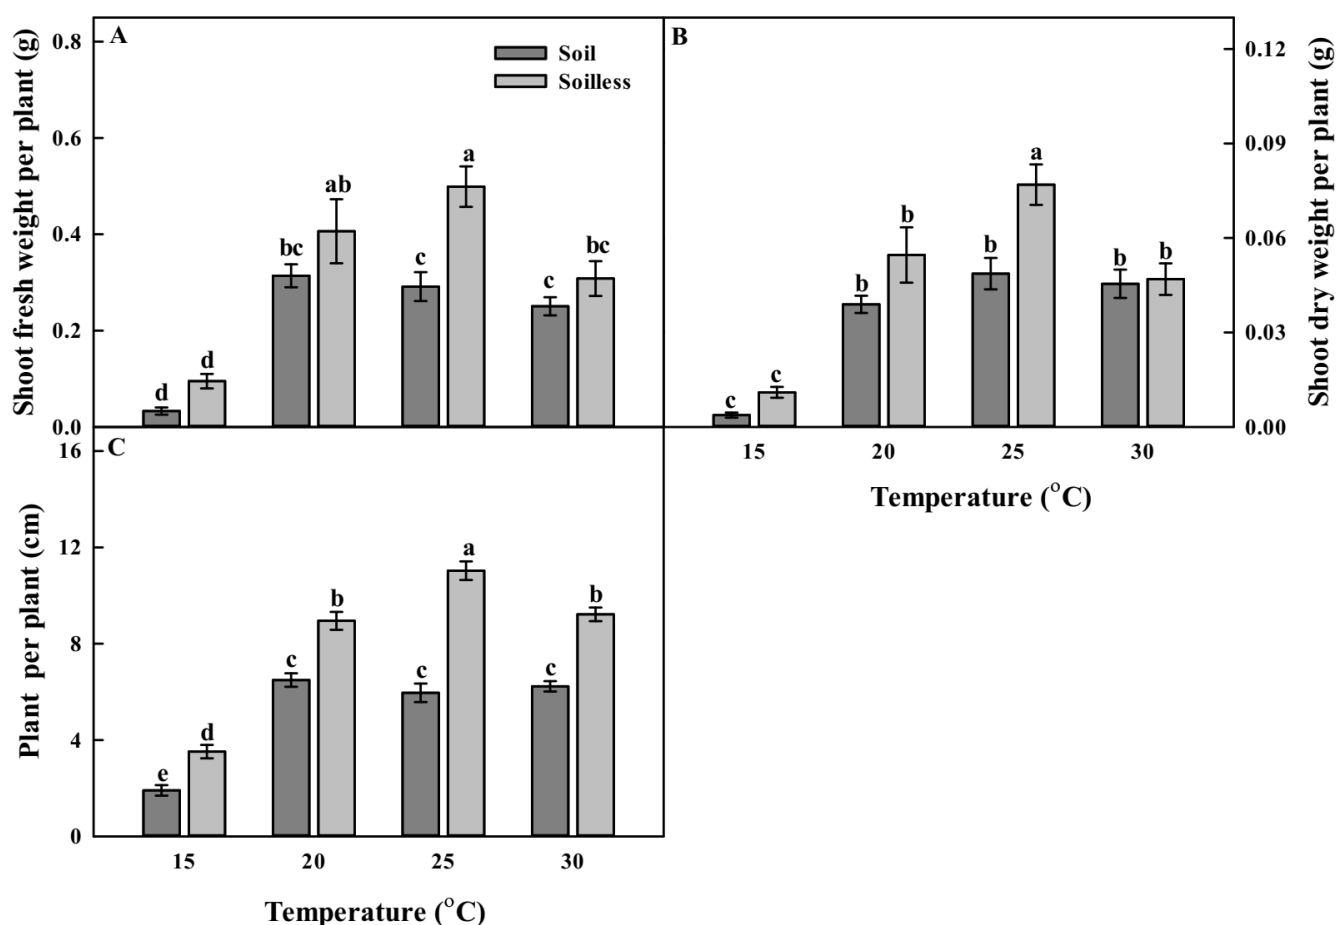 A
Soil
Soilless
Shoot fresh weight per plant (g)
0.8
0.6
0.4
0.2
0.0
d
d
bc
ab
c
a
c
bc
B
Shoot dry weight per plant (g)
0.12
0.09
0.06
0.03
0.00
c
c
b
b
b
a
b
b
15
20
25
30
Temperature (°C)
C
Plant per plant (cm)
16
12
8
4
0
e
d
c
b
c
a
c
b
15
20
25
30
Temperature (°C)